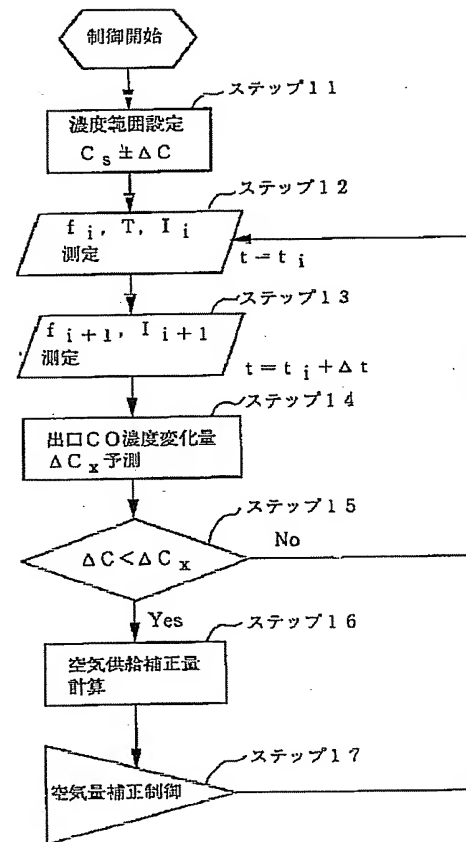 制御開始
ステップ11
濃度範囲設定
Cs±ΔC
ステップ12
fi, T, Ii
測定
t=ti
ステップ13
fi+1, Ii+1
測定
t=ti+Δt
ステップ14
出口CO濃度変化量
ΔCx予測
ステップ15
ΔC<ΔCx
No
Yes
ステップ16
空気供給補正量
計算
ステップ17
空気量補正制御